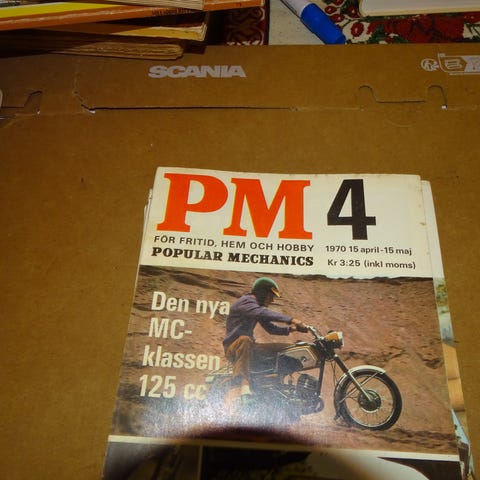 SCANIA
PM 4
FÖR FRITID, HEM OCH HOBBY
1970 15 april - 15 maj
POPULAR MECHANICS
Kr 3:25 (inkl moms)
Den nya
MC-
klassen
125 cc